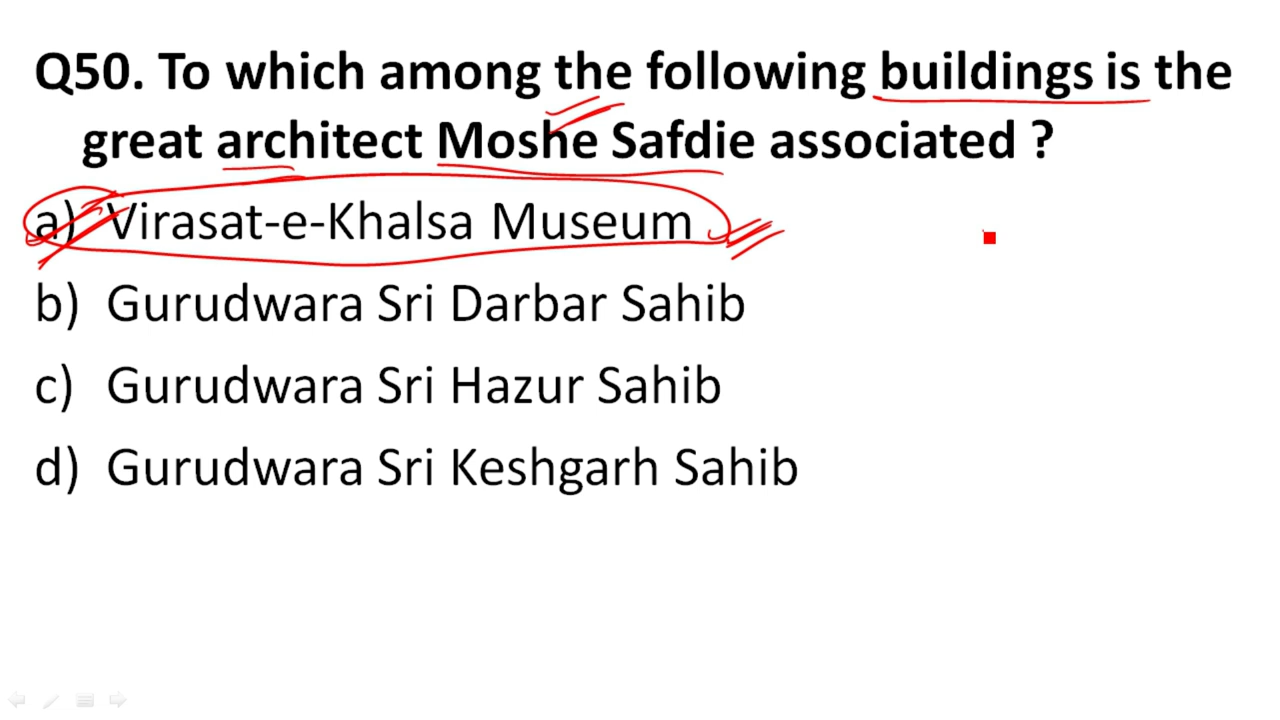 Q50. To which among the following buildings is the
great architect Moshe Safdie associated ?
a) Virasat-e-Khalsa Museum
b) Gurudwara Sri Darbar Sahib
c) Gurudwara Sri Hazur Sahib
d) Gurudwara Sri Keshgarh Sahib